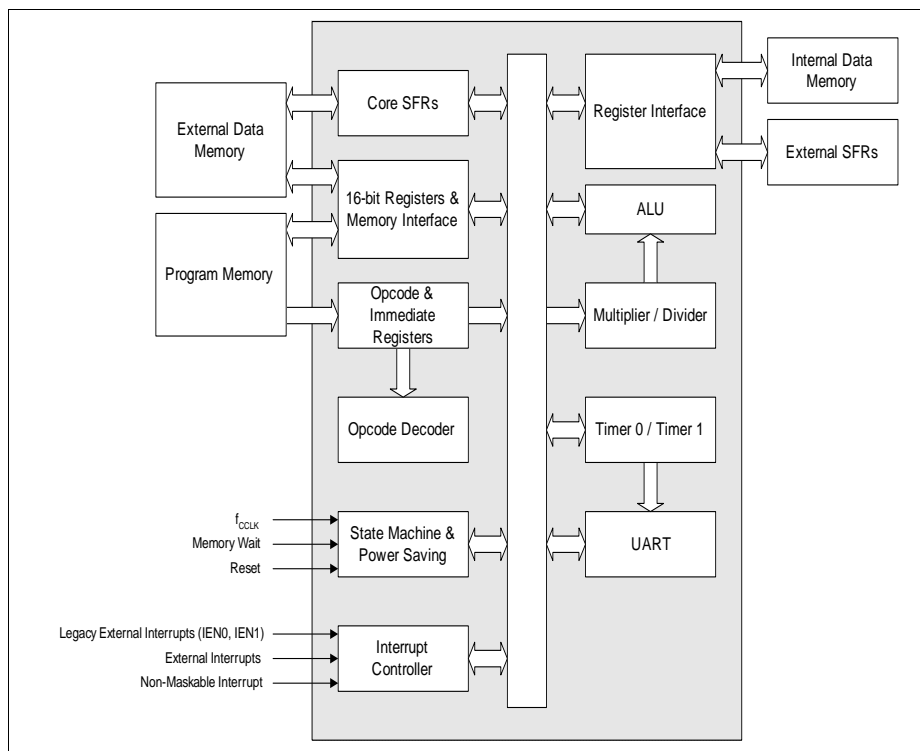 Core SFRs
External Data
Memory
16-bit Registers &
Memory Interface
Program Memory
Opcode &
Immediate
Registers
Opcode Decoder
fCCLK
Memory Wait
Reset
State Machine &
Power Saving
Legacy External Interrupts (IEN0, IEN1)
External Interrupts
Non-Maskable Interrupt
Interrupt
Controller
Register Interface
Internal Data
Memory
External SFRs
ALU
Multiplier / Divider
Timer 0 / Timer 1
UART